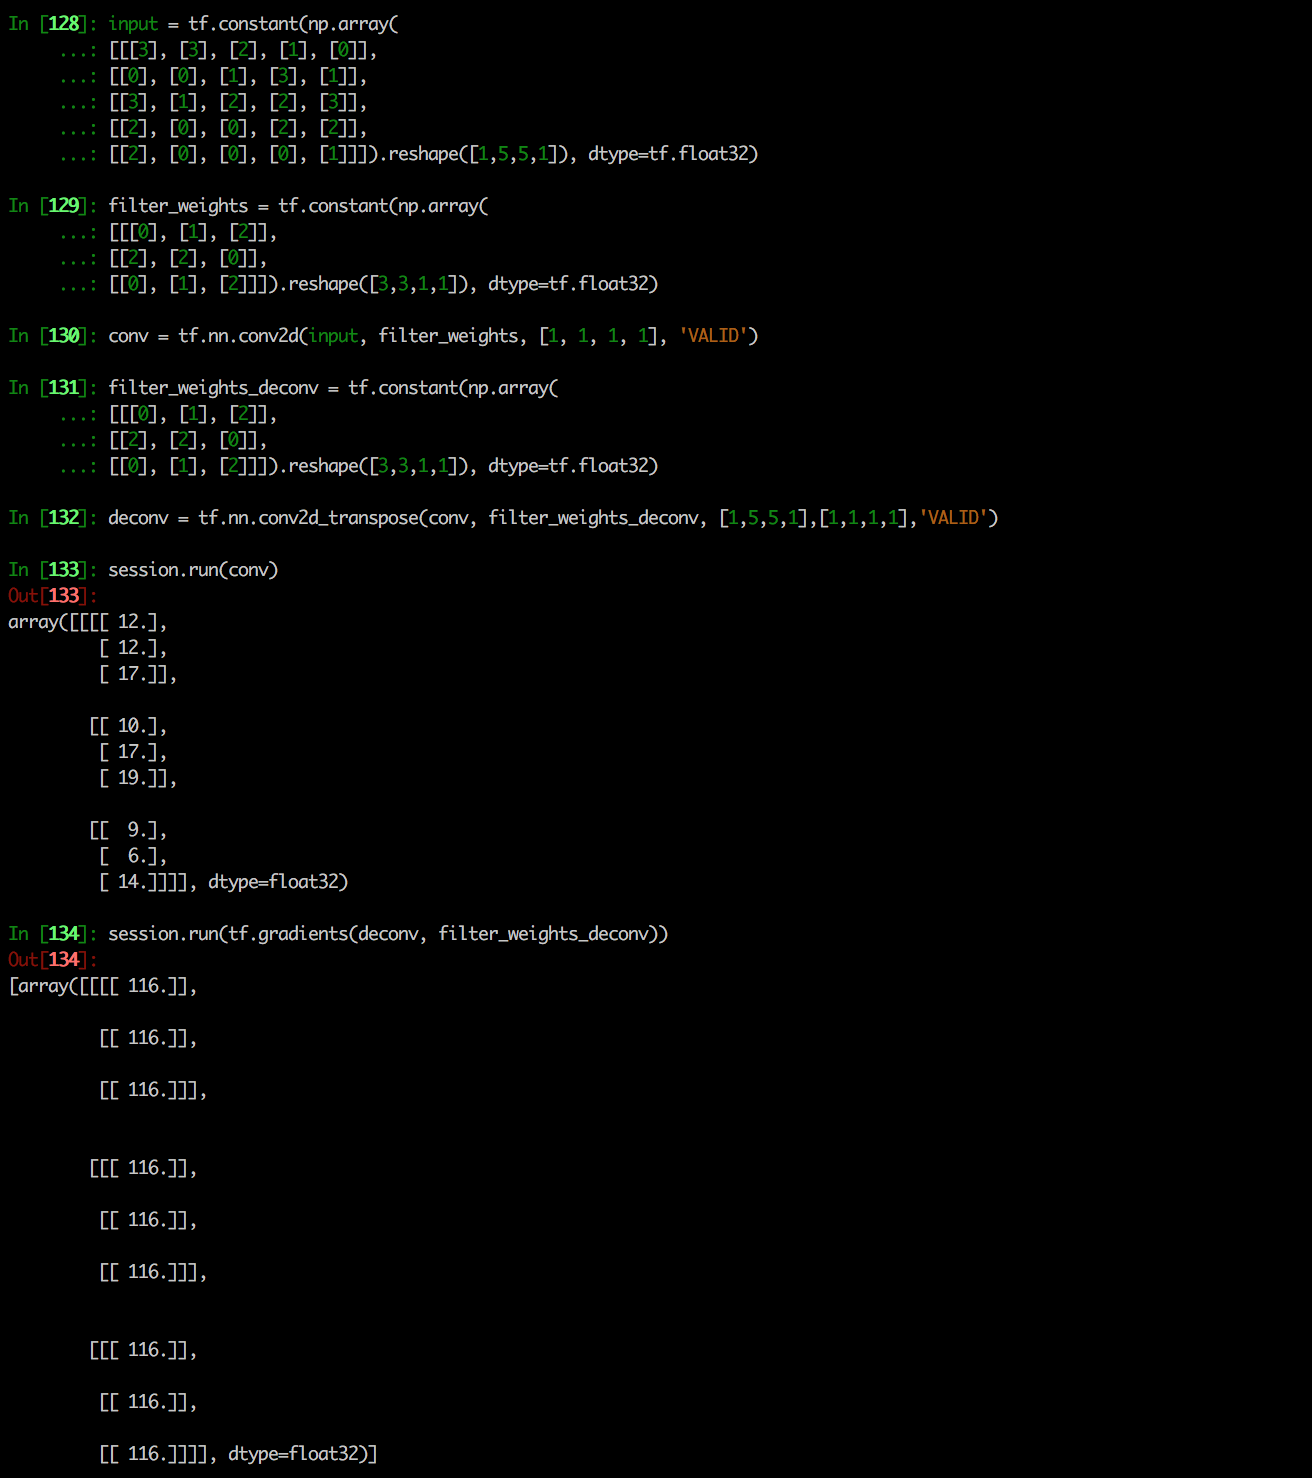 In [128]: input = tf.constant(np.array(
     ...: [[[3], [3], [2], [1], [0]],
     ...: [[0], [0], [1], [3], [1]],
     ...: [[3], [1], [2], [2], [3]],
     ...: [[2], [0], [0], [2], [2]],
     ...: [[2], [0], [0], [0], [1]]]).reshape([1,5,5,1]), dtype=tf.float32)
In [129]: filter_weights = tf.constant(np.array(
     ...: [[[0], [1], [2]],
     ...: [[2], [2], [0]],
     ...: [[0], [1], [2]]]).reshape([3,3,1,1]), dtype=tf.float32)
In [130]: conv = tf.nn.conv2d(input, filter_weights, [1, 1, 1, 1], 'VALID')
In [131]: filter_weights_deconv = tf.constant(np.array(
     ...: [[[0], [1], [2]],
     ...: [[2], [2], [0]],
     ...: [[0], [1], [2]]]).reshape([3,3,1,1]), dtype=tf.float32)
In [132]: deconv = tf.nn.conv2d_transpose(conv, filter_weights_deconv, [1,5,5,1],[1,1,1,1],'VALID')
In [133]: session.run(conv)
Out[133]:
array([[[[ 12.],
         [ 12.],
         [ 17.]],
        [[ 10.],
         [ 17.],
         [ 19.]],
        [[  9.],
         [  6.],
         [ 14.]]]], dtype=float32)
In [134]: session.run(tf.gradients(deconv, filter_weights_deconv))
Out[134]:
[array([[[[ 116.]],
         [[ 116.]],
         [[ 116.]]],
        [[[ 116.]],
         [[ 116.]],
         [[ 116.]]],
        [[[ 116.]],
         [[ 116.]],
         [[ 116.]]]], dtype=float32)]